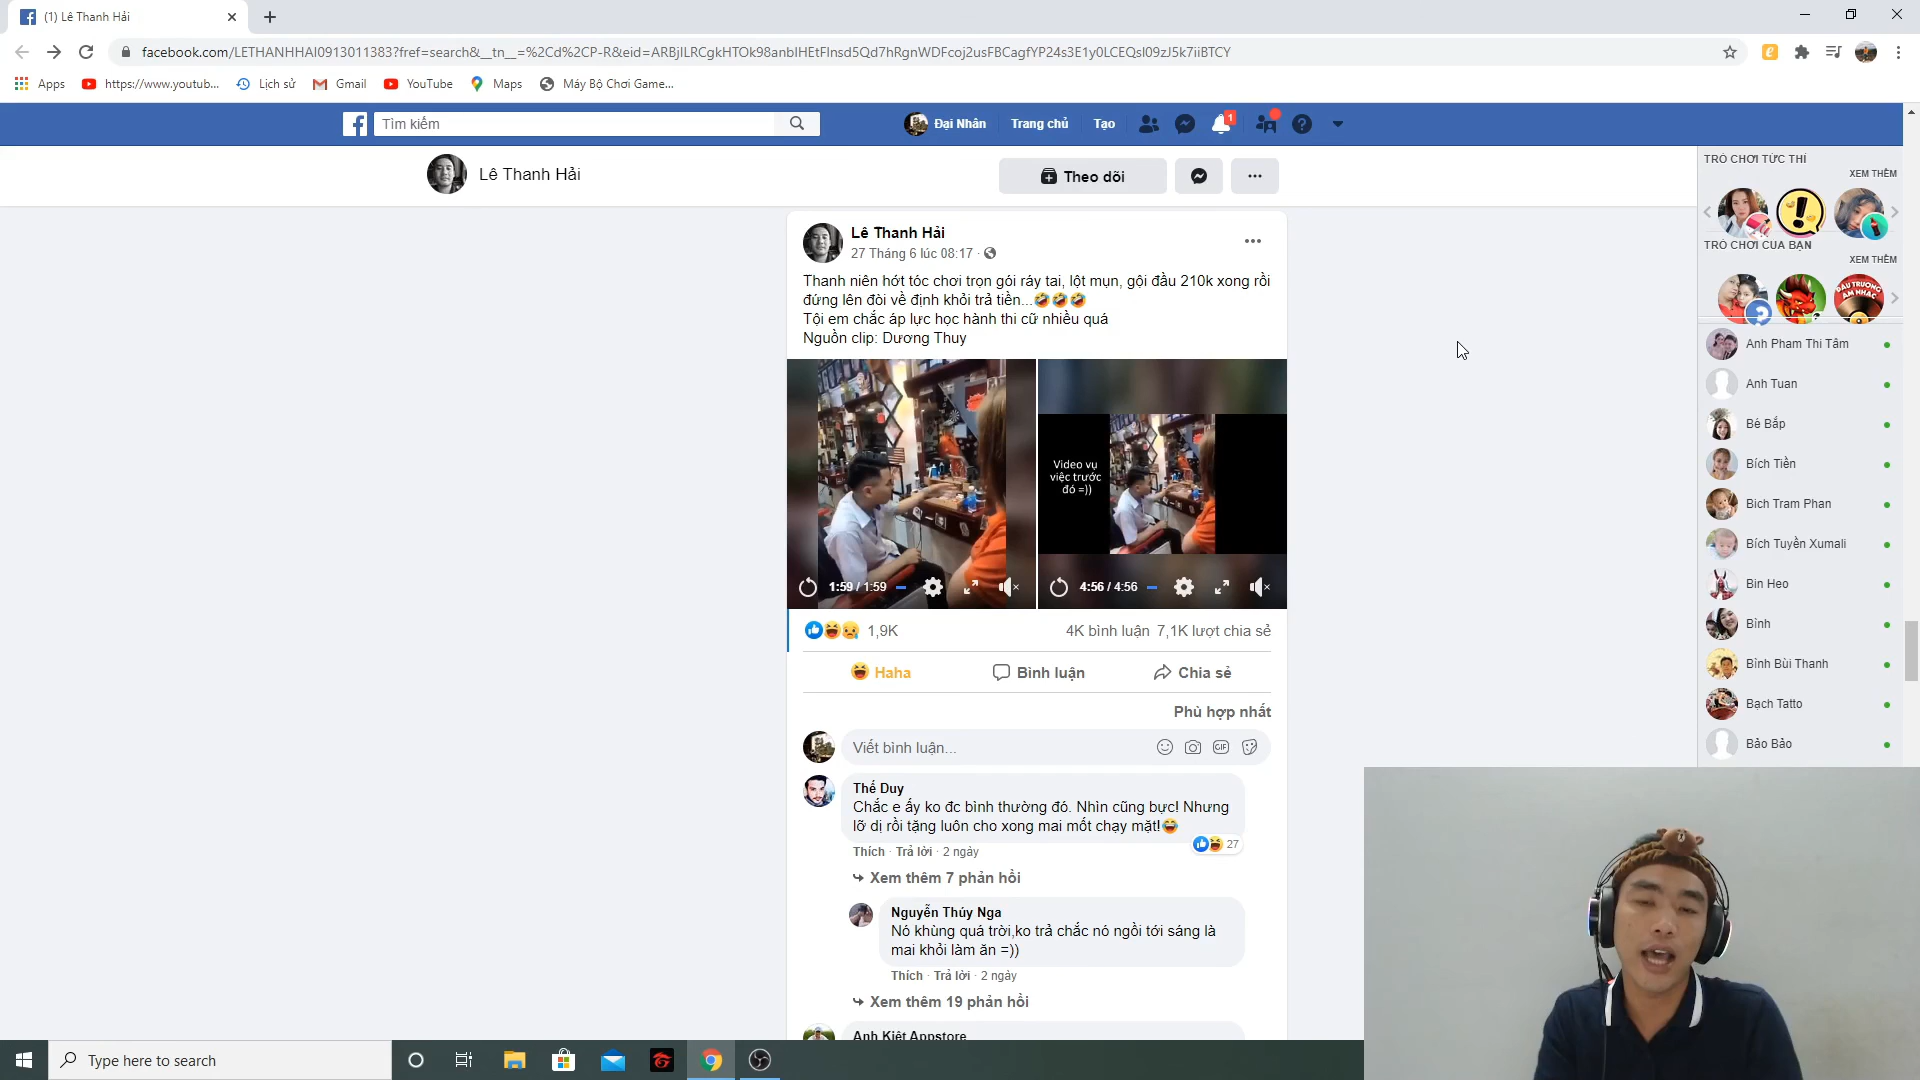 (1) Lê Thanh Hải
facebook.com/LETHANHHAI0913011383?fref=search&__tn__=%2Cd%2CP-R&eid=ARBjlLRCgkHTOk98anbIHEtFInsd5Qd7hRgnWDFcoj2usFBCagfYP24s3E1y0LCEQsl09zJ5k7iiBTCY
Apps
https://www.youtub...
Lịch sử
Gmail
YouTube
Maps
Máy Bộ Chơi Game...
Tìm kiếm
Đại Nhân
Trang chủ
Tạo
1
Lê Thanh Hải
Theo dõi
Lê Thanh Hải
27 Tháng 6 lúc 08:17
Thanh niên hớt tóc chơi trọn gói ráy tai, lột mụn, gội đầu 210k xong rồi
đứng lên đòi về định khỏi trả tiền...🤣🤣🤣
Tội em chắc áp lực học hành thi cữ nhiều quá
Nguồn clip: Dương Thuy
Video vụ
việc trước
đó =))
1:59 / 1:59
4:56 / 4:56
1,9K
4K bình luận 7,1K lượt chia sẻ
Haha
Bình luận
Chia sẻ
Phù hợp nhất
Viết bình luận...
GIF
Thế Duy
Chắc e ấy ko đc bình thường đó. Nhìn cũng bực! Nhưng
lỡ dị rồi tặng luôn cho xong mai mốt chạy mặt!😂
27
Thích · Trả lời · 2 ngày
Xem thêm 7 phản hồi
Nguyễn Thúy Nga
Nó khùng quá trời,ko trả chắc nó ngồi tới sáng là
mai khỏi làm ăn =))
Thích · Trả lời · 2 ngày
Xem thêm 19 phản hồi
Anh Kiệt Appstore
TRÒ CHƠI TỨC THÌ
XEM THÊM
TRÒ CHƠI CỦA BẠN
XEM THÊM
ĐẤU TRƯỜNG
ÂM NHẠC
Anh Pham Thi Tâm
Anh Tuan
Bé Bắp
Bích Tiền
Bich Tram Phan
Bích Tuyền Xumali
Bin Heo
Bình
Bình Bùi Thanh
Bạch Tatto
Bảo Bảo
Type here to search